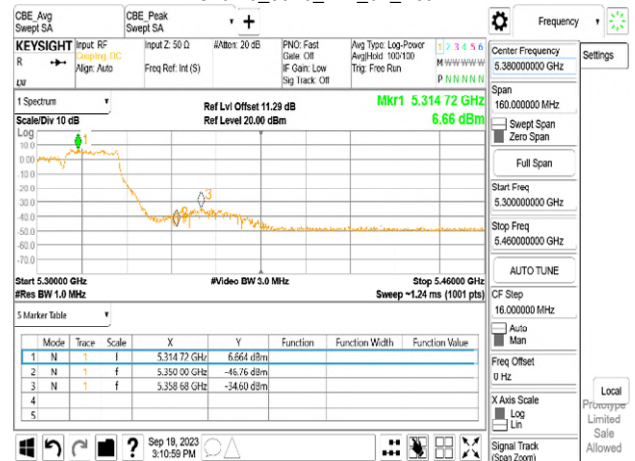 CBE_Avg
Swept SA
CBE_Peak
Swept SA
Frequency
KEYSIGHT
R
Input: RF
Coupling: DC
Align: Auto
Input Z: 50 Ω
Freq Ref: Int (S)
#Atten: 20 dB
PNO: Fast
Gate: Off
IF Gain: Low
Sig Track: Off
Avg Type: Log-Power
Avg|Hold: 100/100
Trig: Free Run
1 2 3 4 5 6
M W W W W W
P N N N N N
Center Frequency
5.380000000 GHz
Settings
Span
160.000000 MHz
Swept Span
Zero Span
Full Span
Start Freq
5.300000000 GHz
Stop Freq
5.460000000 GHz
AUTO TUNE
CF Step
16.000000 MHz
Auto
Man
Freq Offset
0 Hz
X Axis Scale
Log
Lin
Signal Track
(Span Zoom)
Local
Prototype
Limited
Sale
Allowed
1 Spectrum
Scale/Div 10 dB
Ref Lvl Offset 11.29 dB
Ref Level 20.00 dBm
Mkr1 5.314 72 GHz
6.66 dBm
Log
10.0
0.00
-10.0
-20.0
-30.0
-40.0
-50.0
-60.0
-70.0
1
3
Start 5.30000 GHz
#Res BW 1.0 MHz
#Video BW 3.0 MHz
Stop 5.46000 GHz
Sweep ~1.24 ms (1001 pts)
5 Marker Table
Mode Trace Scale X Y Function Function Width Function Value
1 N 1 f 5.314 72 GHz 6.664 dBm
2 N 1 f 5.350 00 GHz -46.76 dBm
3 N 1 f 5.358 68 GHz -34.60 dBm
4
5
?
Sep 19, 2023
3:10:59 PM